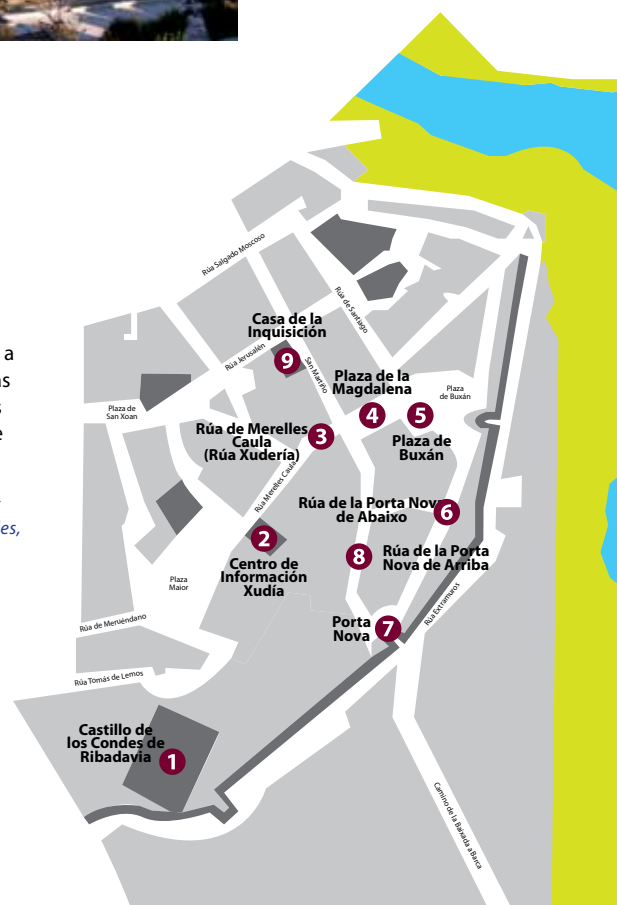 a
as
s
e
es,
Rúa Salgado Moscoso
Rúa de Santiago
Casa de la
Inquisición
Rúa Jerusalén
9
San Martiño
Plaza de la
Magdalena
Plaza
de Buxán
Plaza de
San Xoan
4
5
Plaza de
Buxán
Rúa de Merelles
Caula
(Rúa Xudería)
3
Rúa Merelles Caula
Rúa de la Porta Nova
de Abaixo
6
2
Centro de
Información
Xudía
8
Rúa de la Porta
Nova de Arriba
Plaza
Maior
Rúa Extramuros
Rúa de Meruéndano
Porta
Nova
7
Rúa Tomás de Lemos
Castillo de
los Condes de
Ribadavia
1
Camino de la Baixada a Barca